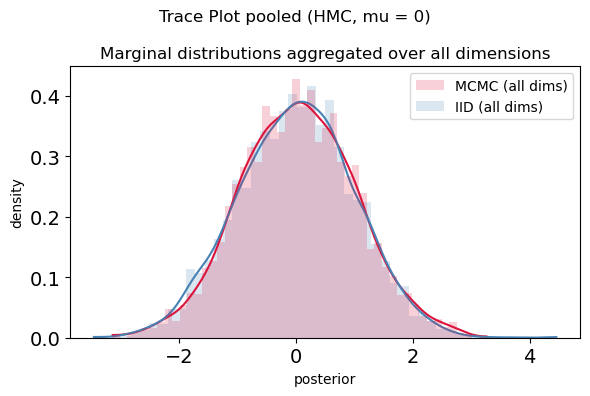 Trace Plot pooled (HMC, mu = 0)
Marginal distributions aggregated over all dimensions
MCMC (all dims)
IID (all dims)
density
0.4
0.3
0.2
0.1
0.0
−2
0
2
4
posterior